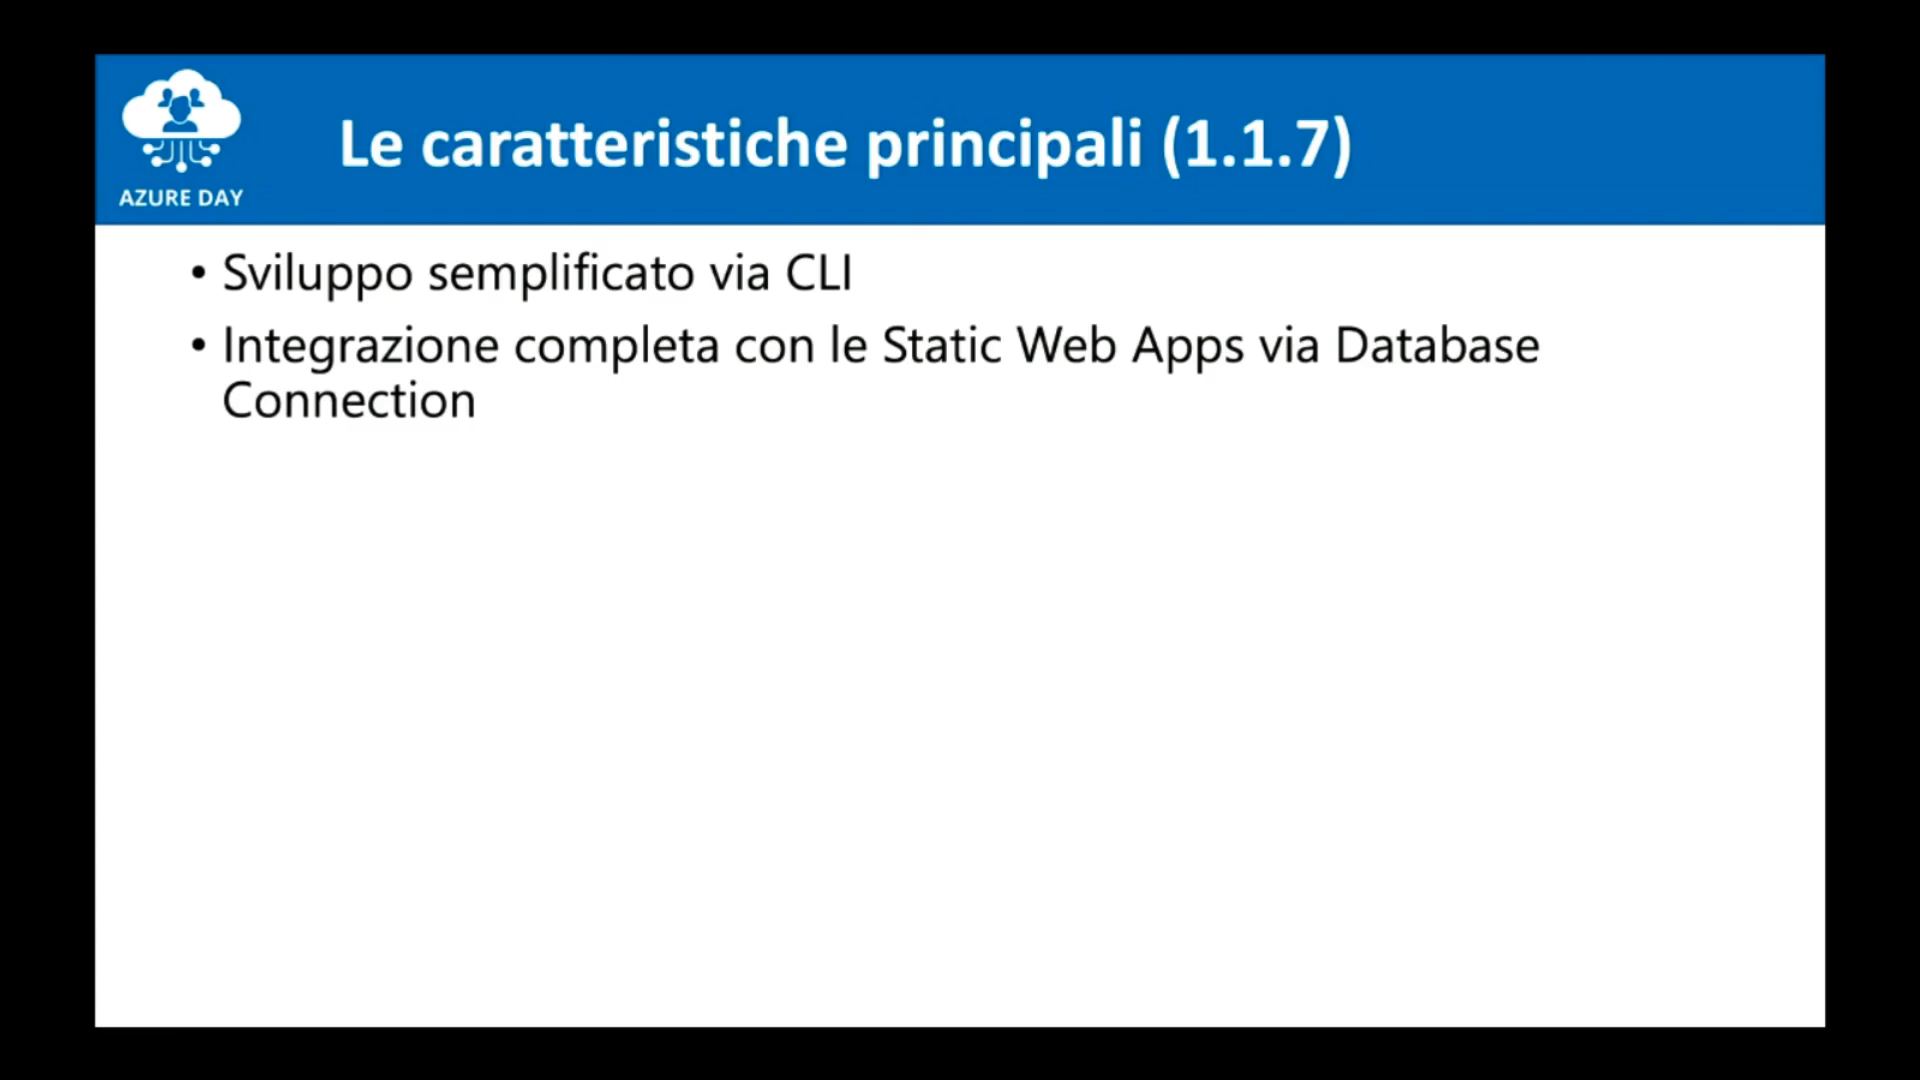 AZURE DAY
Le caratteristiche principali (1.1.7)
• Sviluppo semplificato via CLI
• Integrazione completa con le Static Web Apps via Database
Connection